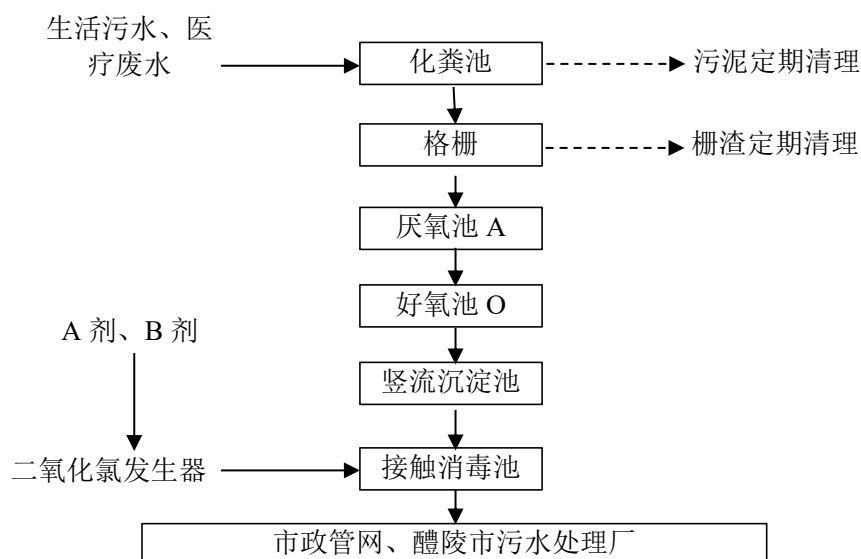 生活污水、医
疗废水
化粪池
污泥定期清理
格栅
栅渣定期清理
厌氧池 A
好氧池 O
A 剂、B 剂
竖流沉淀池
二氧化氯发生器
接触消毒池
市政管网、醴陵市污水处理厂